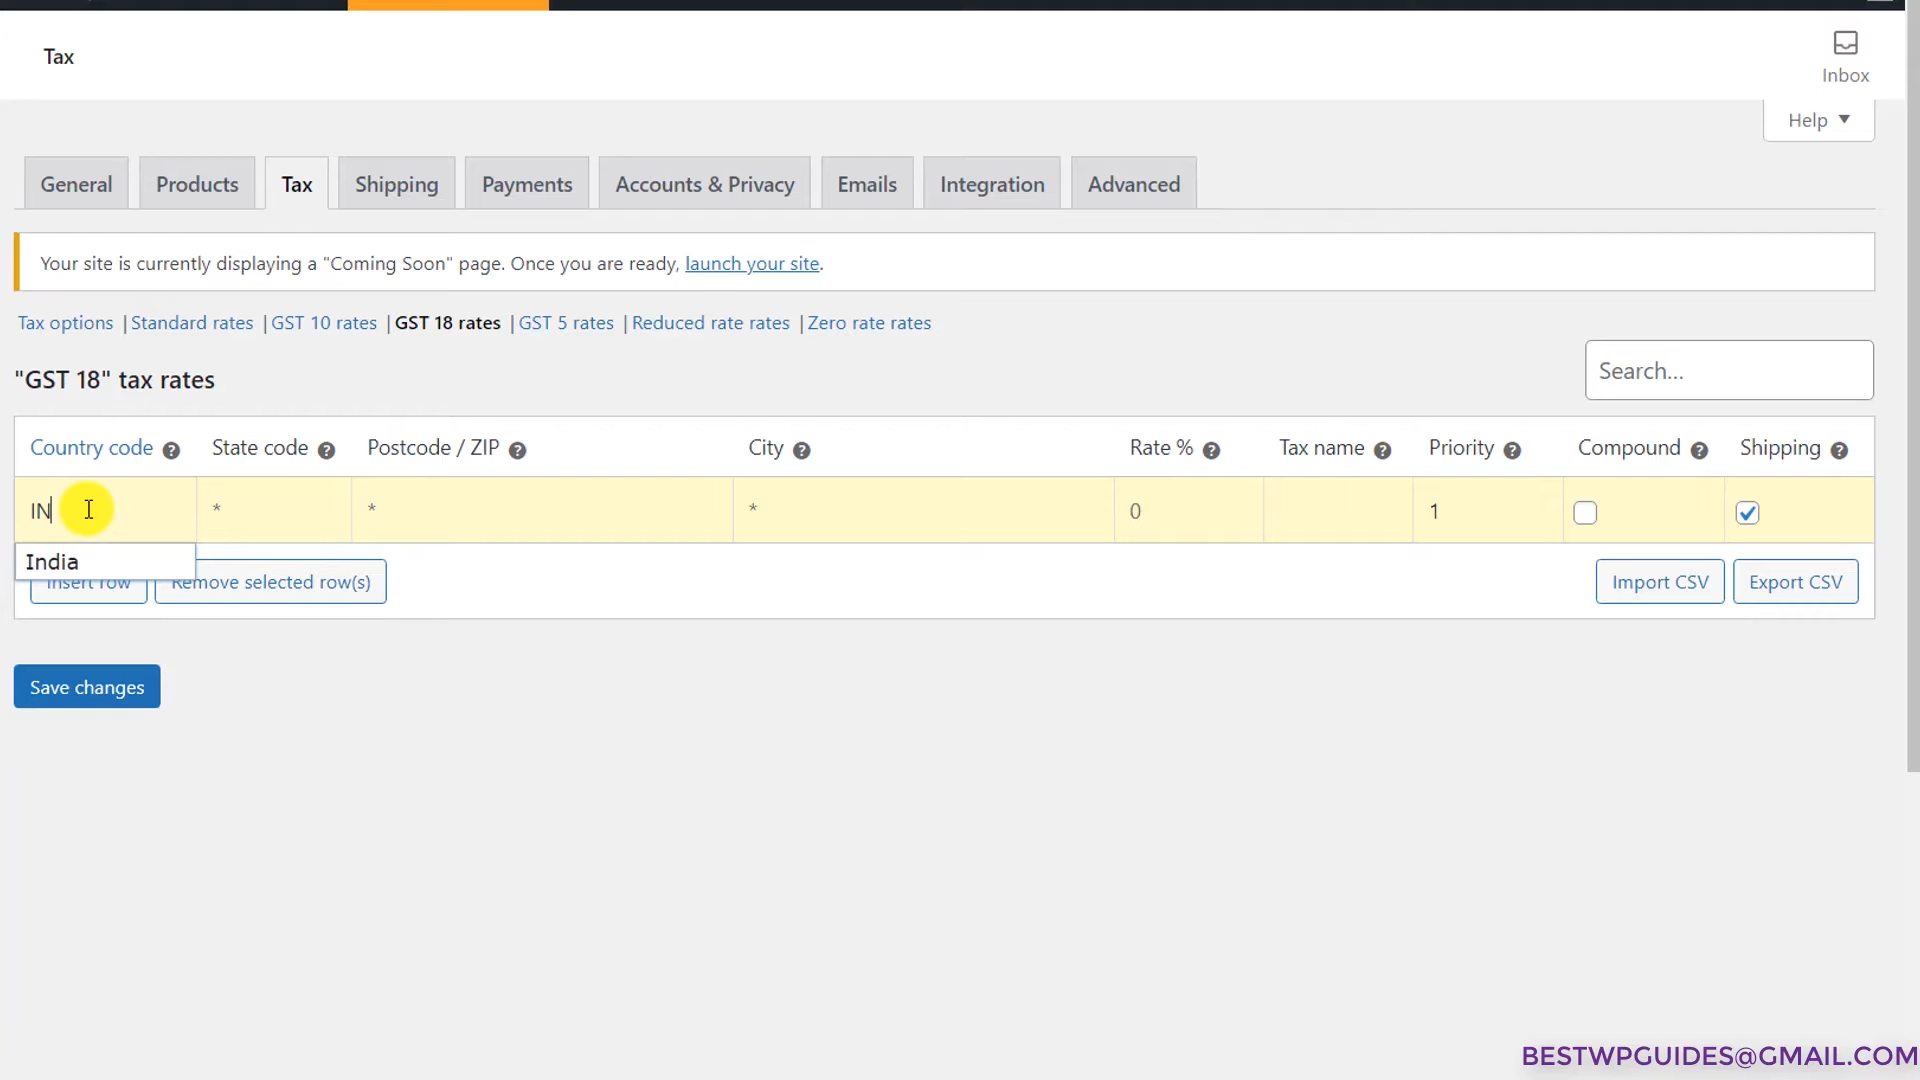 Tax
Inbox
Help
General Products Tax Shipping Payments Accounts & Privacy Emails Integration Advanced
Your site is currently displaying a "Coming Soon" page. Once you are ready, launch your site.
Tax options | Standard rates | GST 10 rates | GST 18 rates | GST 5 rates | Reduced rate rates | Zero rate rates
Search...
"GST 18" tax rates
Country code State code Postcode / ZIP City Rate % Tax name Priority Compound Shipping
IN * * * 0 1
India
Insert row Remove selected row(s) Import CSV Export CSV
Save changes
BESTWPGUIDES@GMAIL.COM